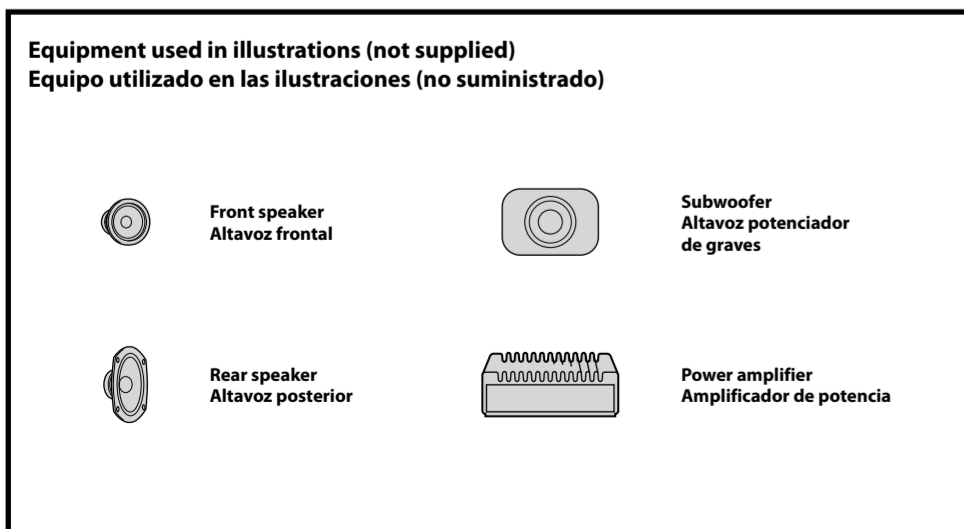 Equipment used in illustrations (not supplied)
Equipo utilizado en las ilustraciones (no suministrado)
Front speaker
Altavoz frontal
Subwoofer
Altavoz potenciador
de graves
Rear speaker
Altavoz posterior
Power amplifier
Amplificador de potencia